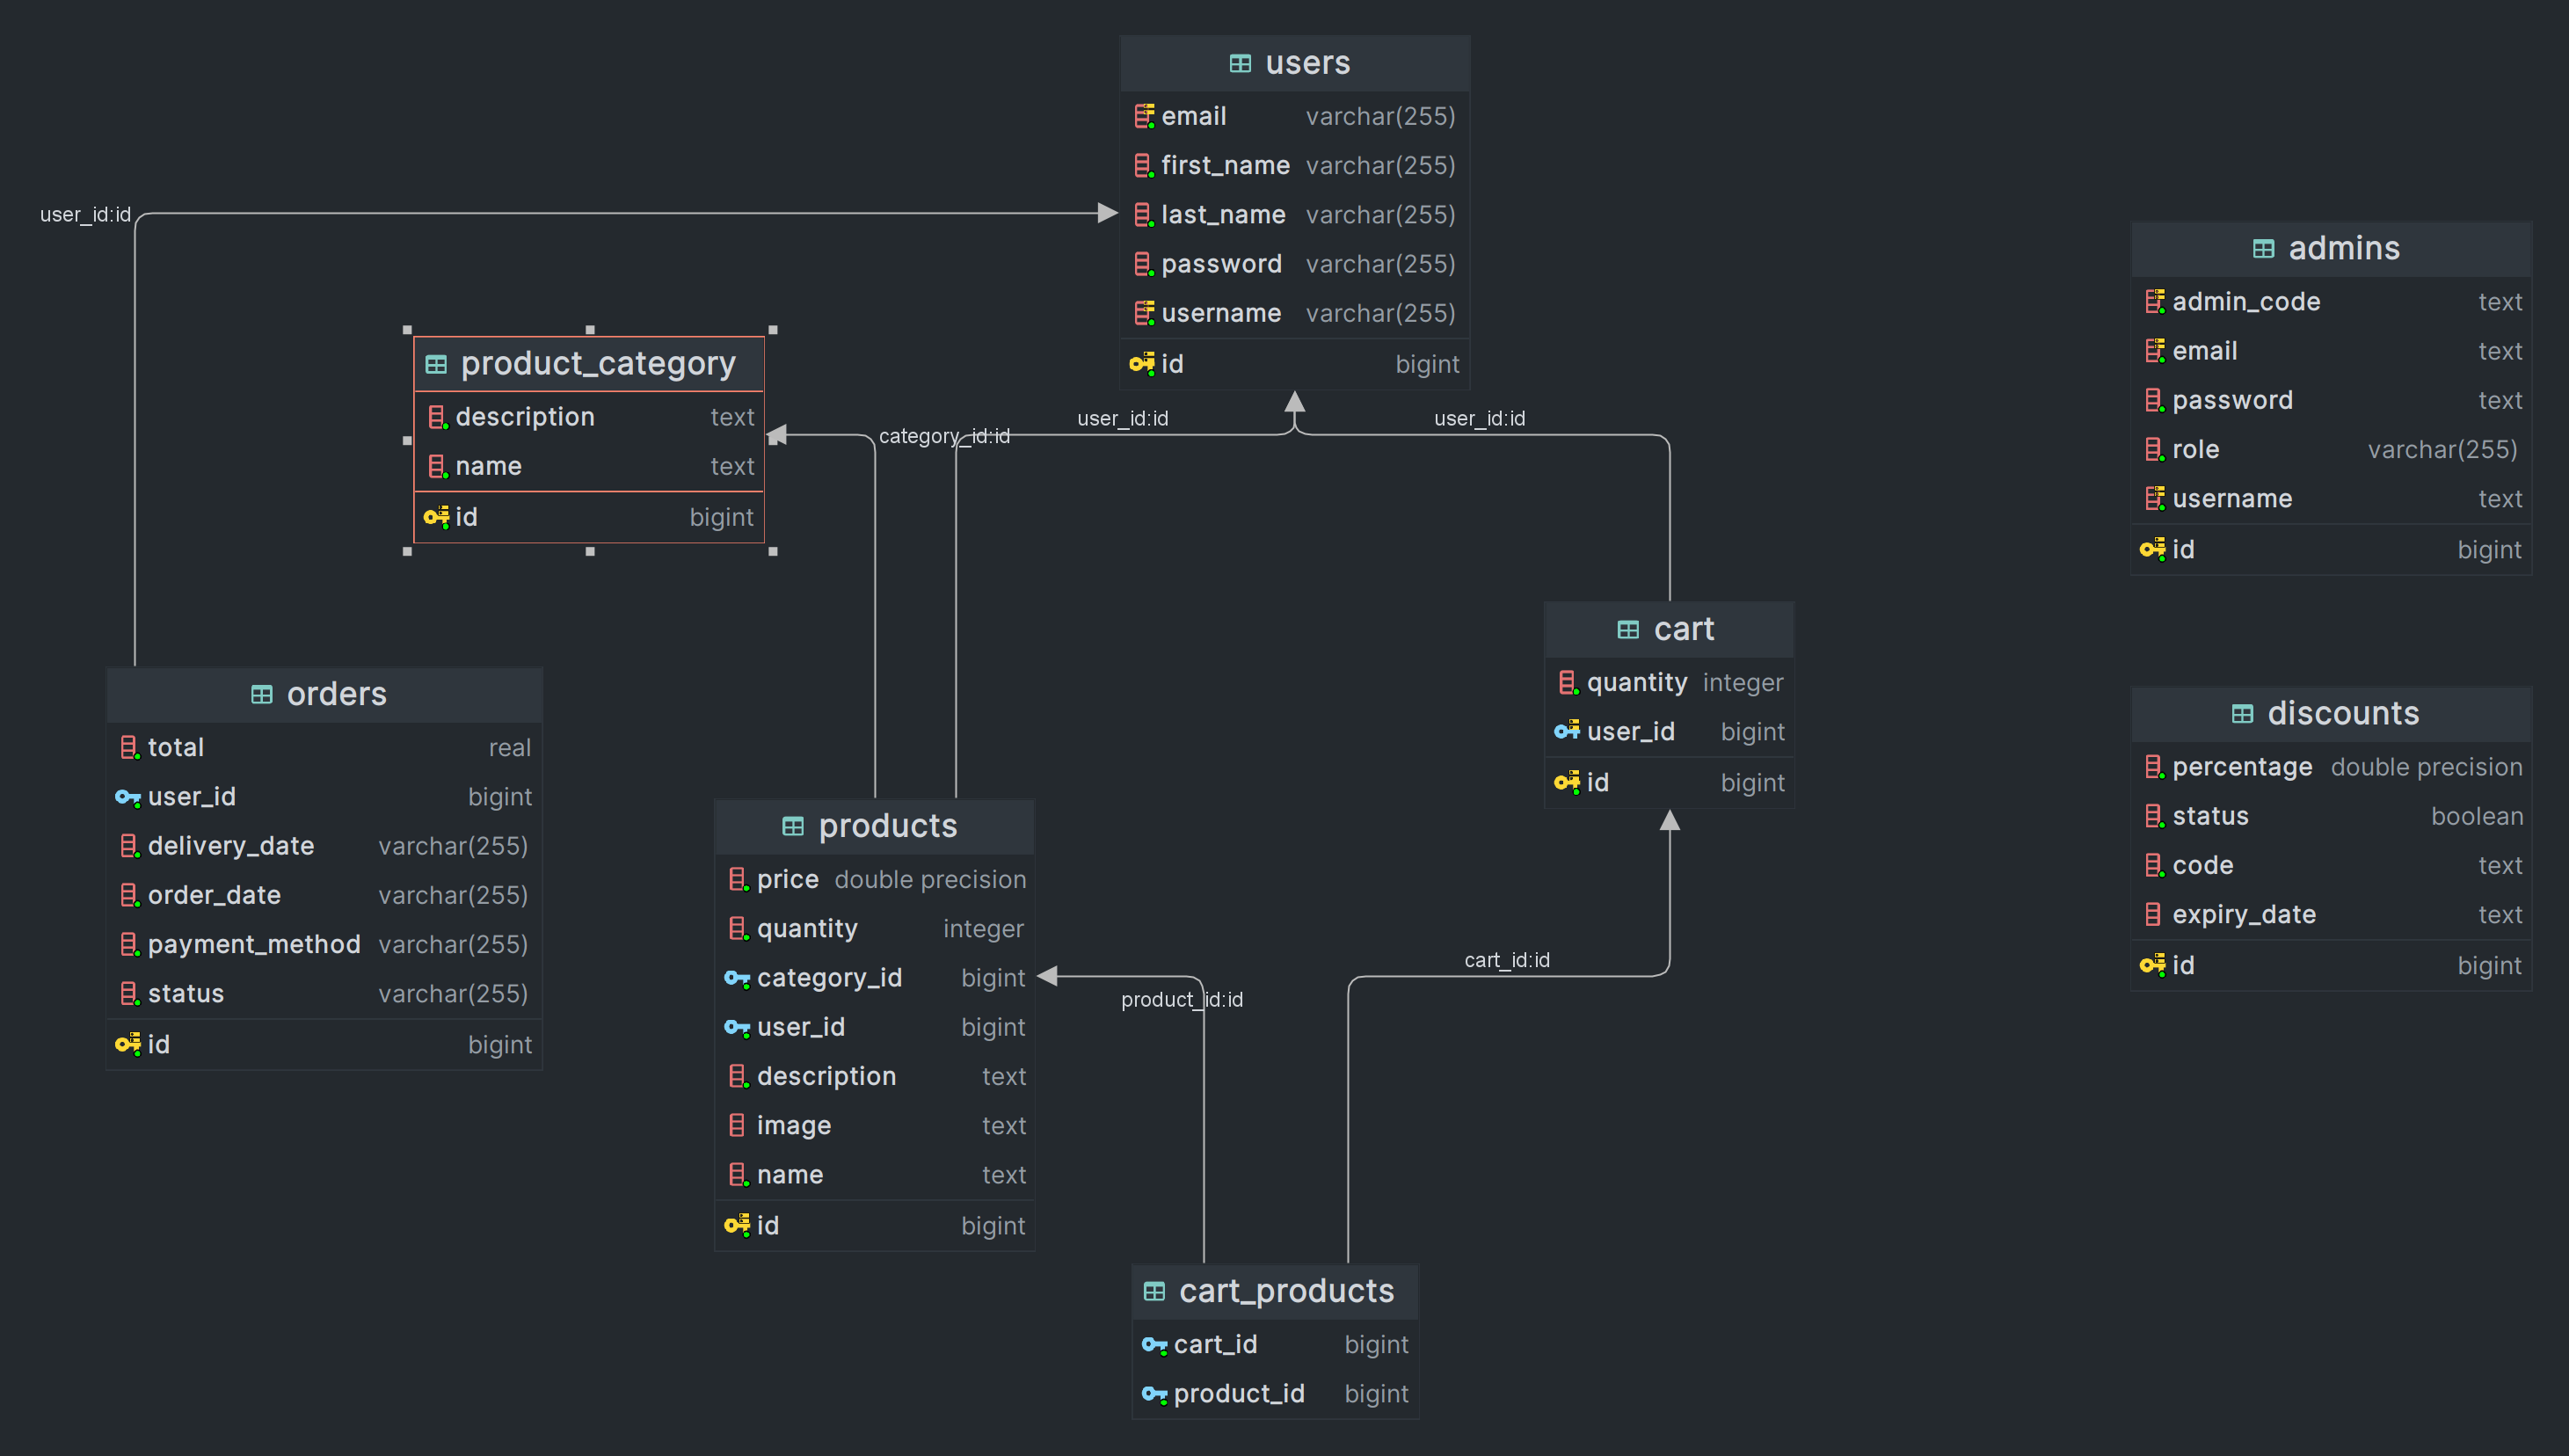 users
email varchar(255)
first_name varchar(255)
last_name varchar(255)
password varchar(255)
username varchar(255)
id bigint
user_id:id
admins
admin_code text
email text
password text
role varchar(255)
username text
id bigint
product_category
description text
name text
id bigint
category_id:id
user_id:id
user_id:id
cart
quantity integer
user_id bigint
id bigint
orders
total real
user_id bigint
delivery_date varchar(255)
order_date varchar(255)
payment_method varchar(255)
status varchar(255)
id bigint
discounts
percentage double precision
status boolean
code text
expiry_date text
id bigint
products
price double precision
quantity integer
category_id bigint
user_id bigint
description text
image text
name text
id bigint
cart_id:id
product_id:id
cart_products
cart_id bigint
product_id bigint